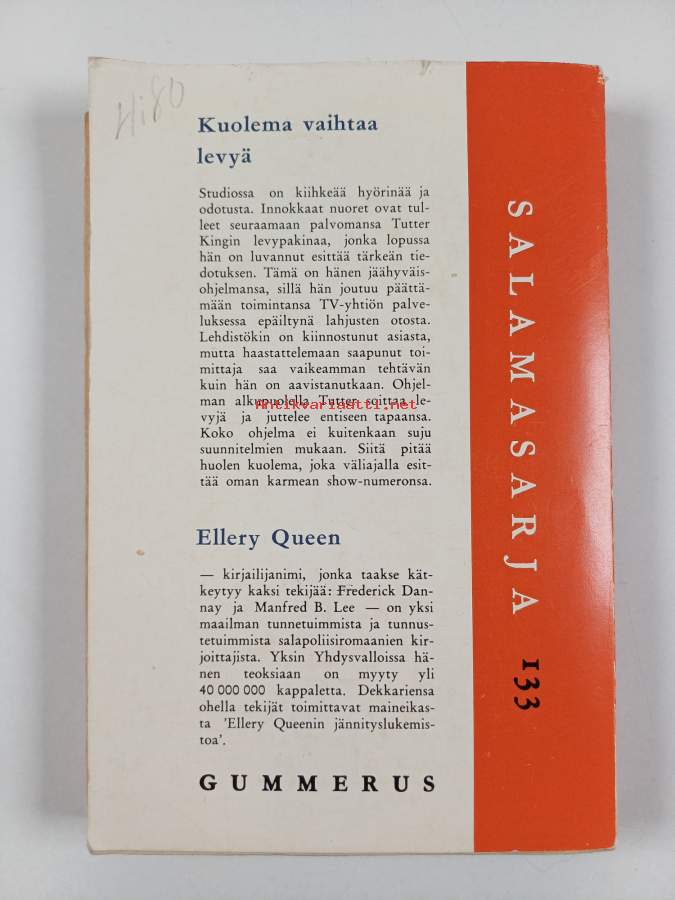 Hi80
Kuolema vaihtaa
levyä
Studiossa on kiihkeää hyörinää ja
odotusta. Innokkaat nuoret ovat tul-
leet seuraamaan palvomansa Tutter
Kingin levypakinaa, jonka lopussa
hän on luvannut esittää tärkeän tie-
dotuksen. Tämä on hänen jäähyväis-
ohjelmansa, sillä hän joutuu päättä-
mään toimintansa TV-yhtiön palve-
luksessa epäiltynä lahjusten otosta.
Lehdistökin on kiinnostunut asiasta,
mutta haastattelemaan saapunut toi-
mittaja saa vaikeamman tehtävän
kuin hän on aavistanutkaan. Ohjel-
man alkupuolella Tutter soittaa le-
Antikvariaatti.net
vyjä ja juttelee entiseen tapaansa.
Koko ohjelma ei kuitenkaan suju
suunnitelmien mukaan. Siitä pitää
huolen kuolema, joka väliajalla esit-
tää oman karmean show-numeronsa.
Ellery Queen
— kirjailijanimi, jonka taakse kät-
keytyy kaksi tekijää: Frederick Dan-
nay ja Manfred B. Lee — on yksi
maailman tunnetuimmista ja tunnus-
tetuimmista salapoliisiromaanien kir-
joittajista. Yksin Yhdysvalloissa hä-
nen teoksiaan on myyty yli
40 000 000 kappaletta. Dekkariensa
ohella tekijät toimittavat maineikas-
ta 'Ellery Queenin jännityslukemis-
toa'.
GUMMERUS
SALAMASARJA 133